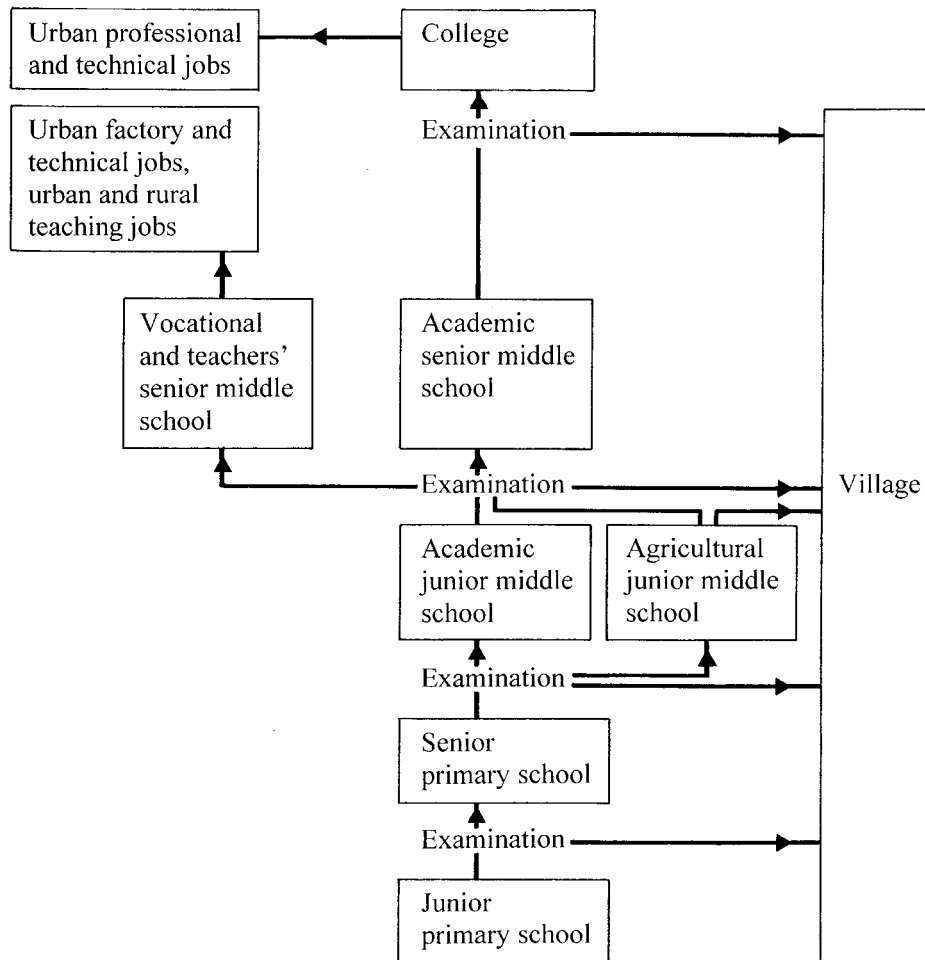 Urban professional
and technical jobs
College
Urban factory and
technical jobs,
urban and rural
teaching jobs
Examination
Vocational
and teachers'
senior middle
school
Academic
senior middle
school
Examination
Village
Academic
junior middle
school
Agricultural
junior middle
school
Examination
Senior
primary school
Examination
Junior
primary school